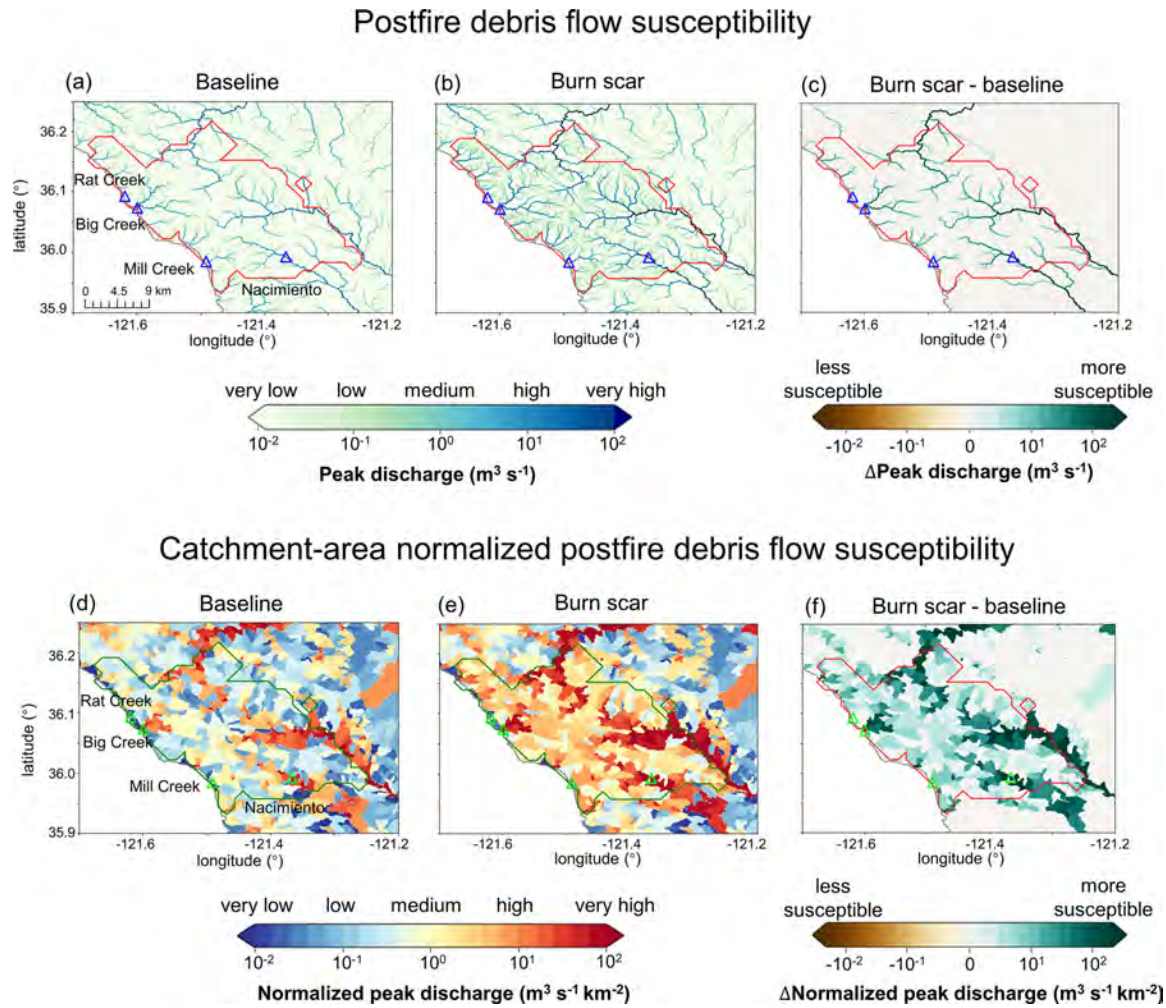 Postfire debris flow susceptibility
(a) Baseline
(b) Burn scar
(c) Burn scar - baseline
36.2
36.1
36.0
35.9
latitude (°)
Rat Creek
Big Creek
Mill Creek
Nacimiento
0 4.5 9 km
-121.6 -121.4 -121.2
longitude (°)
-121.6 -121.4 -121.2
longitude (°)
-121.6 -121.4 -121.2
longitude (°)
very low low medium high very high
10⁻² 10⁻¹ 10⁰ 10¹ 10²
Peak discharge (m³ s⁻¹)
less susceptible
more susceptible
-10⁻² -10⁻¹ 0 10¹ 10²
ΔPeak discharge (m³ s⁻¹)
Catchment-area normalized postfire debris flow susceptibility
(d) Baseline
(e) Burn scar
(f) Burn scar - baseline
36.2
36.1
36.0
35.9
latitude (°)
Rat Creek
Big Creek
Mill Creek
Nacimiento
-121.6 -121.4 -121.2
longitude (°)
-121.6 -121.4 -121.2
longitude (°)
-121.6 -121.4 -121.2
longitude (°)
very low low medium high very high
10⁻² 10⁻¹ 10⁰ 10¹ 10²
Normalized peak discharge (m³ s⁻¹ km⁻²)
less susceptible
more susceptible
-10⁻² -10⁻¹ 0 10¹ 10²
ΔNormalized peak discharge (m³ s⁻¹ km⁻²)